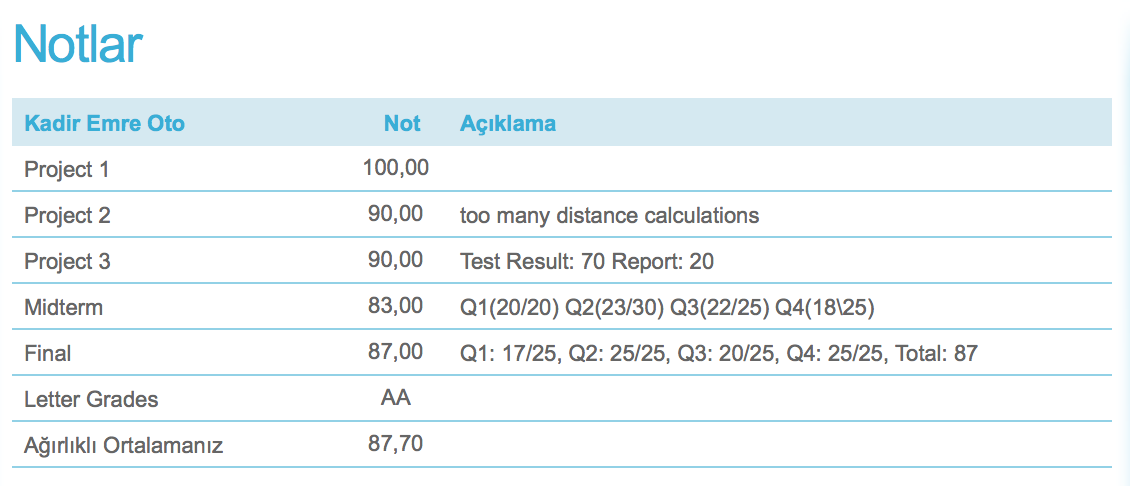 Notlar
Kadir Emre Oto Not Açıklama
Project 1 100,00
Project 2 90,00 too many distance calculations
Project 3 90,00 Test Result: 70 Report: 20
Midterm 83,00 Q1(20/20) Q2(23/30) Q3(22/25) Q4(18\25)
Final 87,00 Q1: 17/25, Q2: 25/25, Q3: 20/25, Q4: 25/25, Total: 87
Letter Grades AA
Ağırlıklı Ortalamanız 87,70